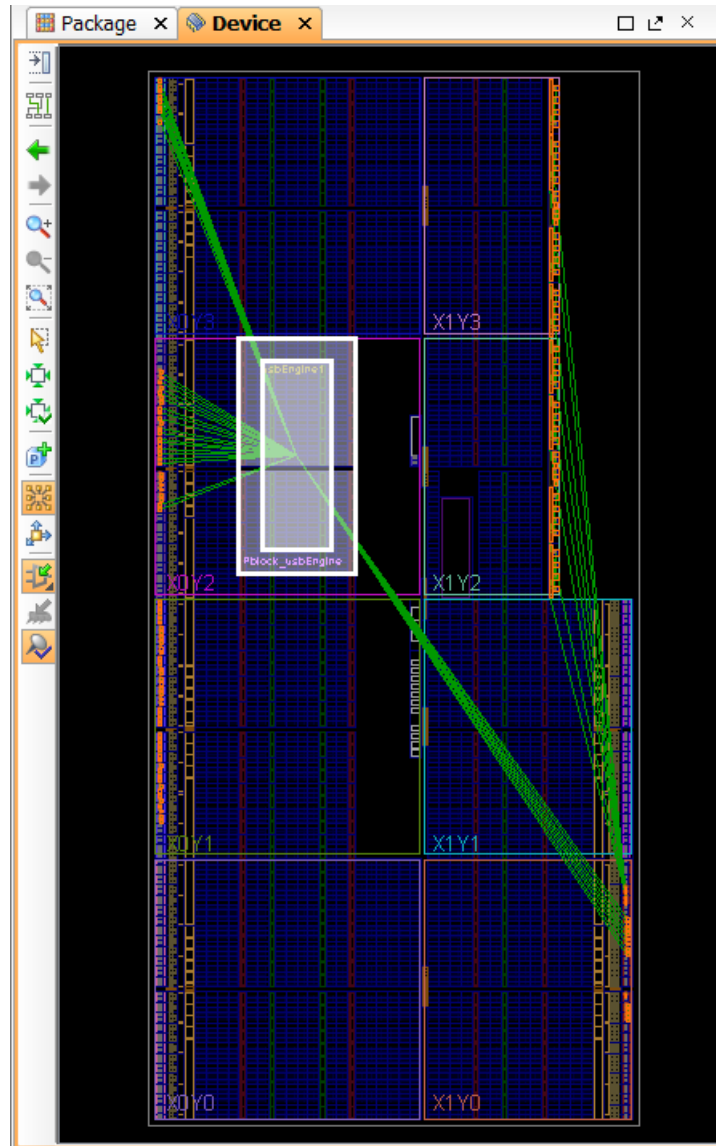 Package
Device
X0Y3
X1Y3
usbEngine1
Pblock_usbEngine
X0Y2
X1Y2
X0Y1
X1Y1
X0Y0
X1Y0